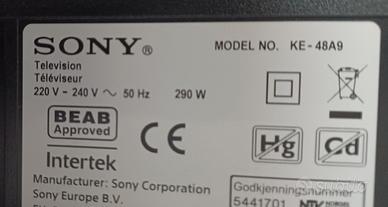 SONY® MODEL NO. KE-48A9
Television
Téléviseur
220 V - 240 V ~ 50 Hz 290 W
BEAB
Approved
CE
Hg Cd
Intertek
Manufacturer: Sony Corporation
Godkjenningsnummer
Sony Europe B.V.
5441701